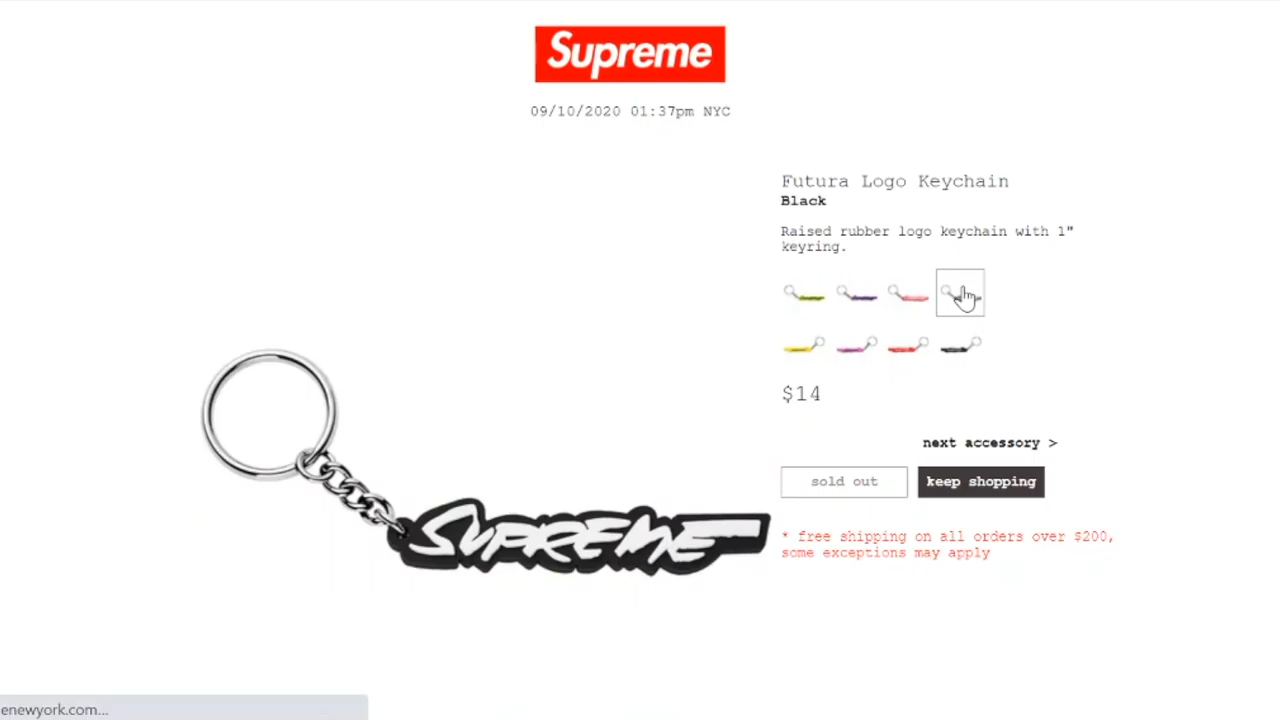 Supreme
09/10/2020 01:37pm NYC
Futura Logo Keychain
Black
Raised rubber logo keychain with 1"
keyring.
$14
next accessory >
sold out
keep shopping
* free shipping on all orders over $200,
some exceptions may apply
SUPREME
enewyork.com...